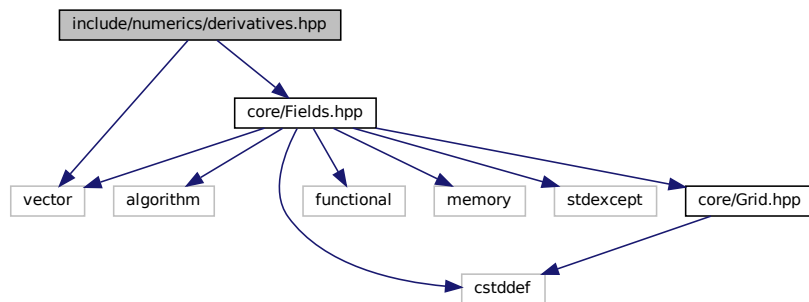 include/numerics/derivatives.hpp
core/Fields.hpp
vector
algorithm
functional
memory
stdexcept
core/Grid.hpp
cstddef